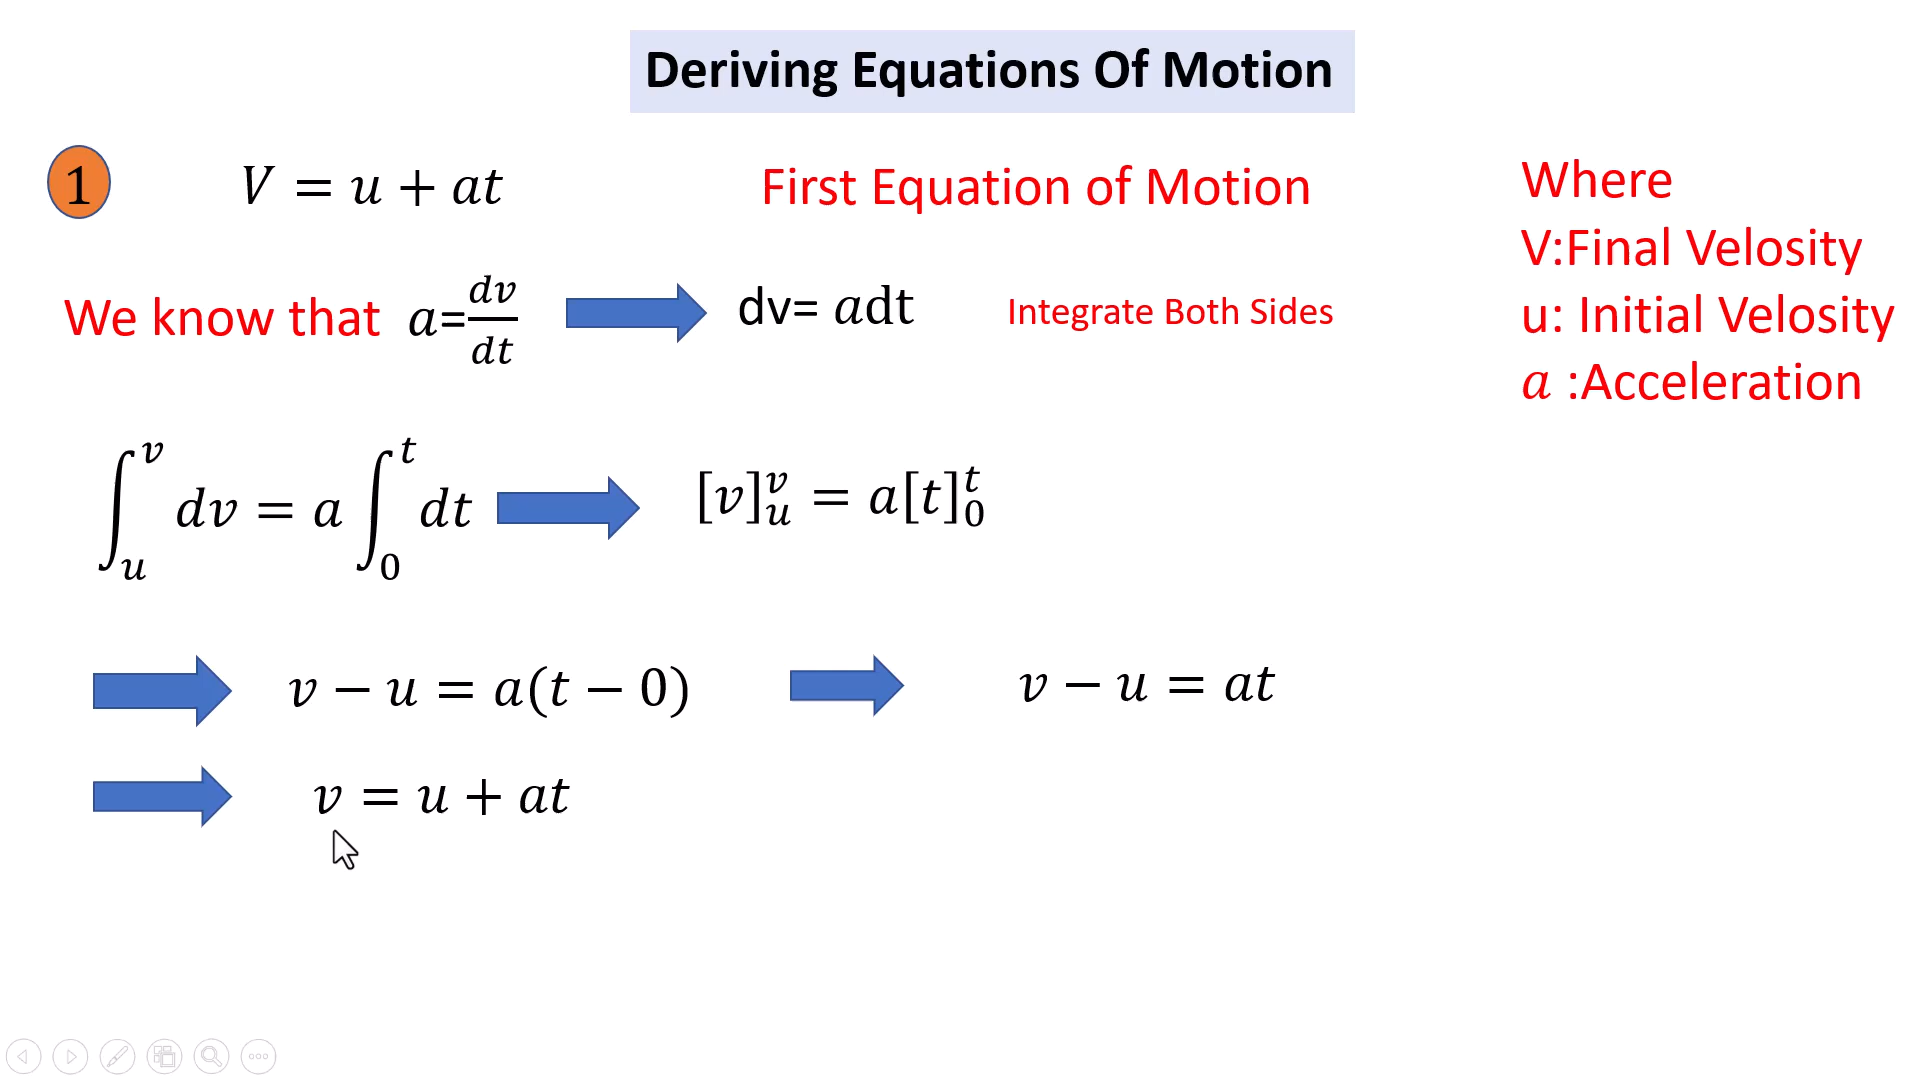 Deriving Equations Of Motion
1 V = u + at First Equation of Motion
Where
V:Final Velosity
u: Initial Velosity
a :Acceleration
We know that a=dv/dt dv= adt Integrate Both Sides
∫_u^v dv = a ∫_0^t dt [v]_u^v = a[t]_0^t
v − u = a(t − 0) v − u = at
v = u + at